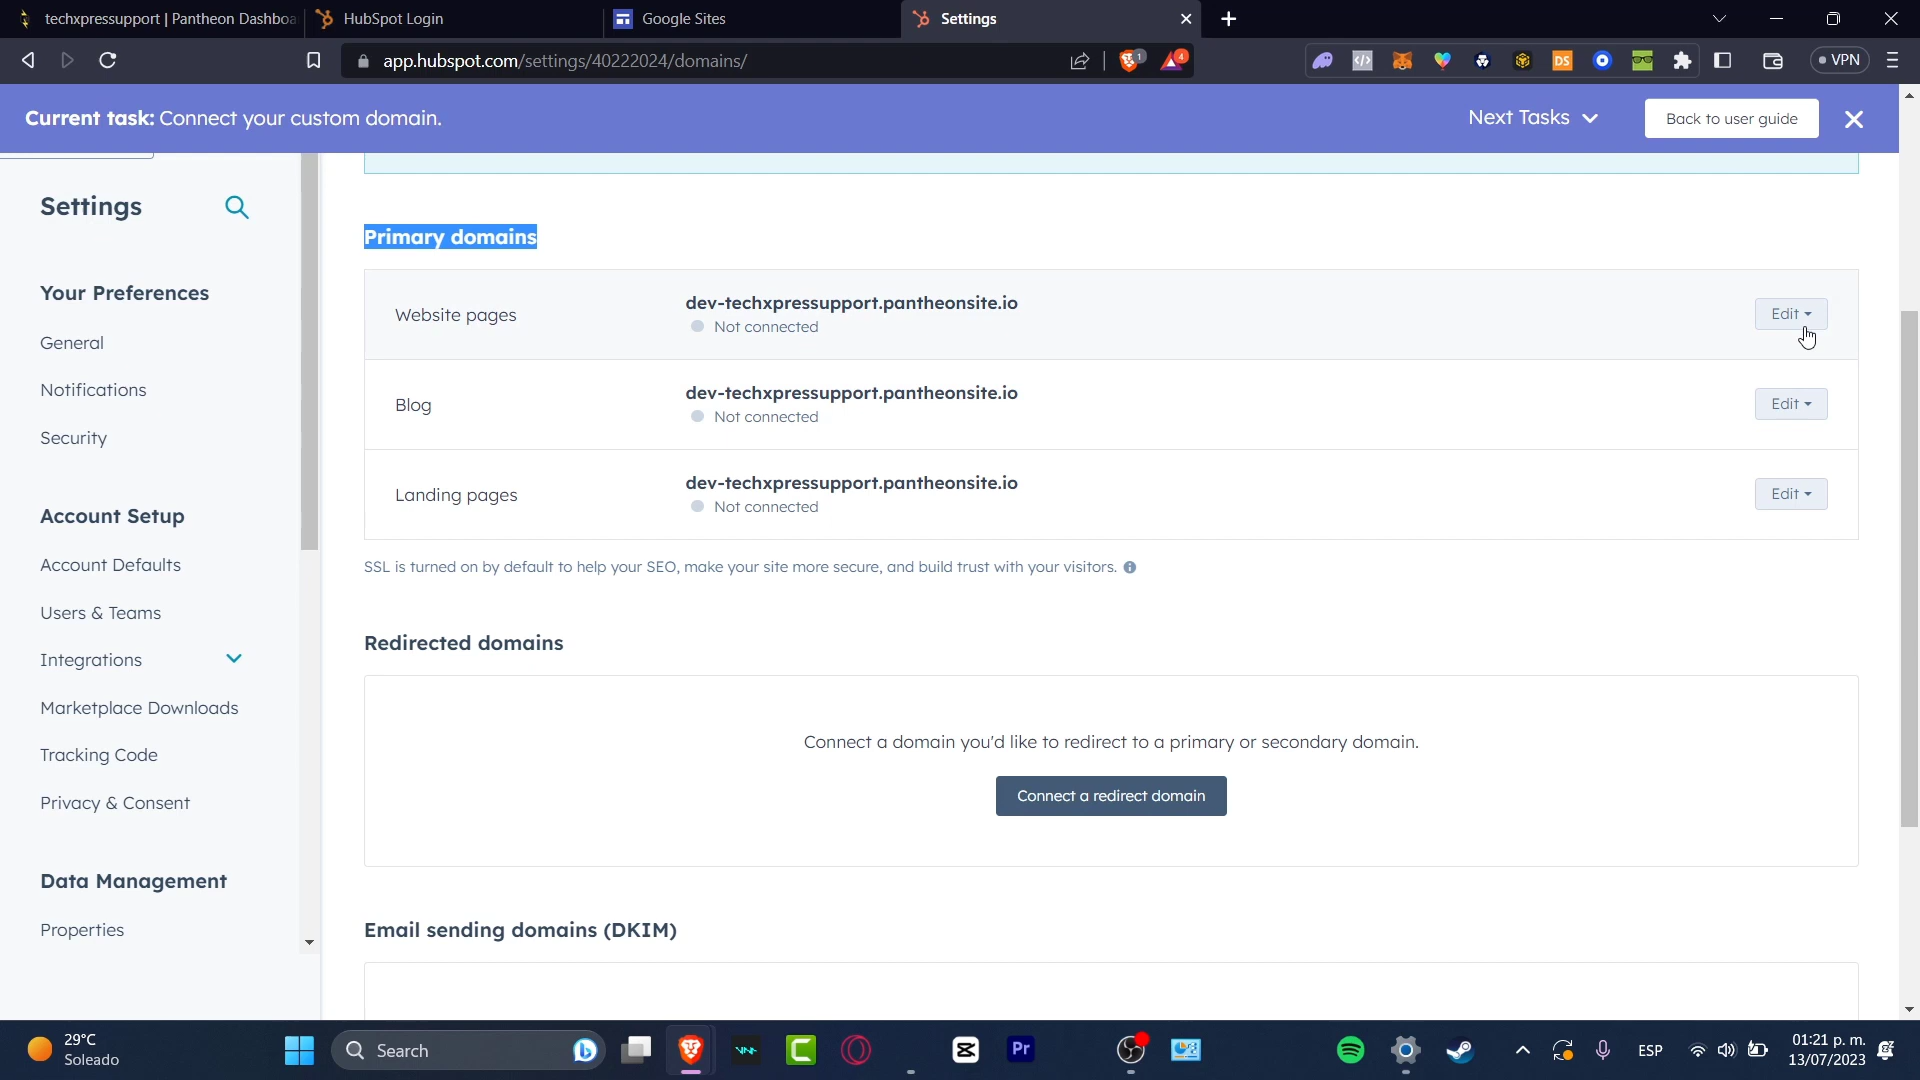 techxpressupport | Pantheon Dashboa
HubSpot Login
Google Sites
Settings
app.hubspot.com/settings/40222024/domains/
1
4
DS
VPN
Current task: Connect your custom domain.
Next Tasks
Back to user guide
Settings
Your Preferences
General
Notifications
Security
Account Setup
Account Defaults
Users & Teams
Integrations
Marketplace Downloads
Tracking Code
Privacy & Consent
Data Management
Properties
Primary domains
Website pages
dev-techxpressupport.pantheonsite.io
Not connected
Edit
Blog
dev-techxpressupport.pantheonsite.io
Not connected
Edit
Landing pages
dev-techxpressupport.pantheonsite.io
Not connected
Edit
SSL is turned on by default to help your SEO, make your site more secure, and build trust with your visitors.
Redirected domains
Connect a domain you'd like to redirect to a primary or secondary domain.
Connect a redirect domain
Email sending domains (DKIM)
29°C
Soleado
Search
Pr
ESP
01:21 p. m.
13/07/2023